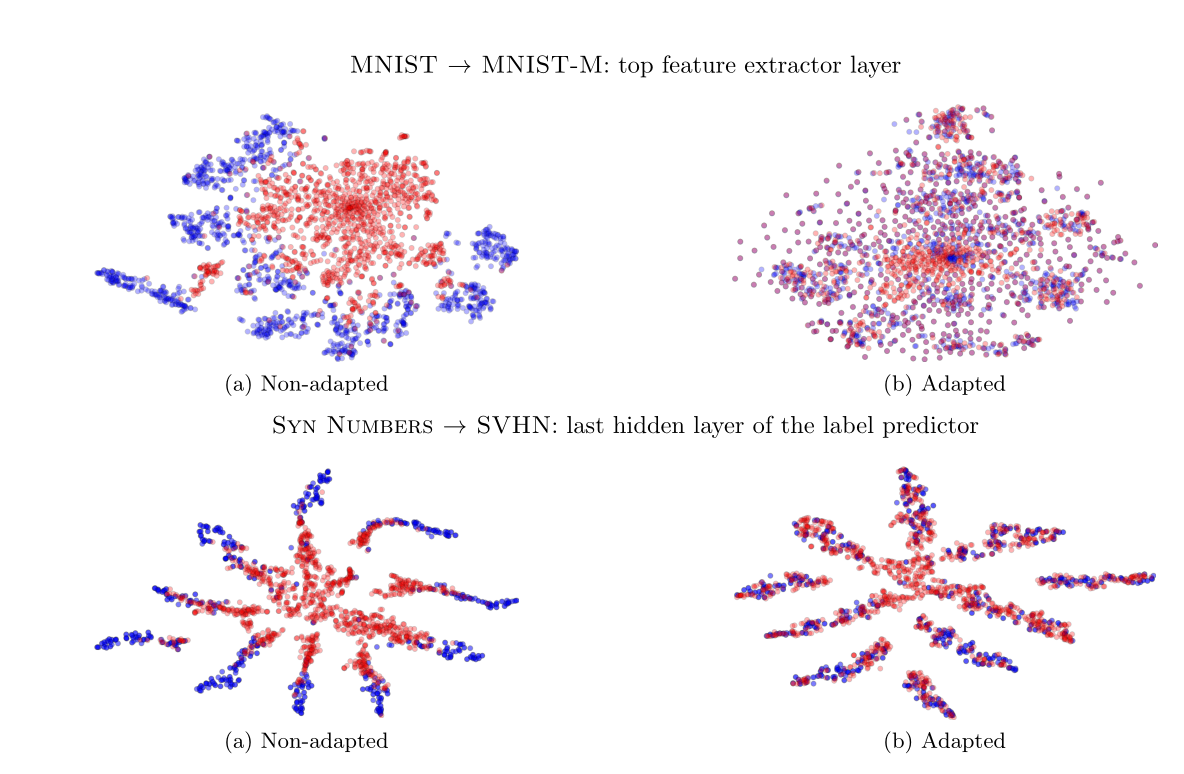 MNIST → MNIST-M: top feature extractor layer
(a) Non-adapted
(b) Adapted
Syn Numbers → SVHN: last hidden layer of the label predictor
(a) Non-adapted
(b) Adapted